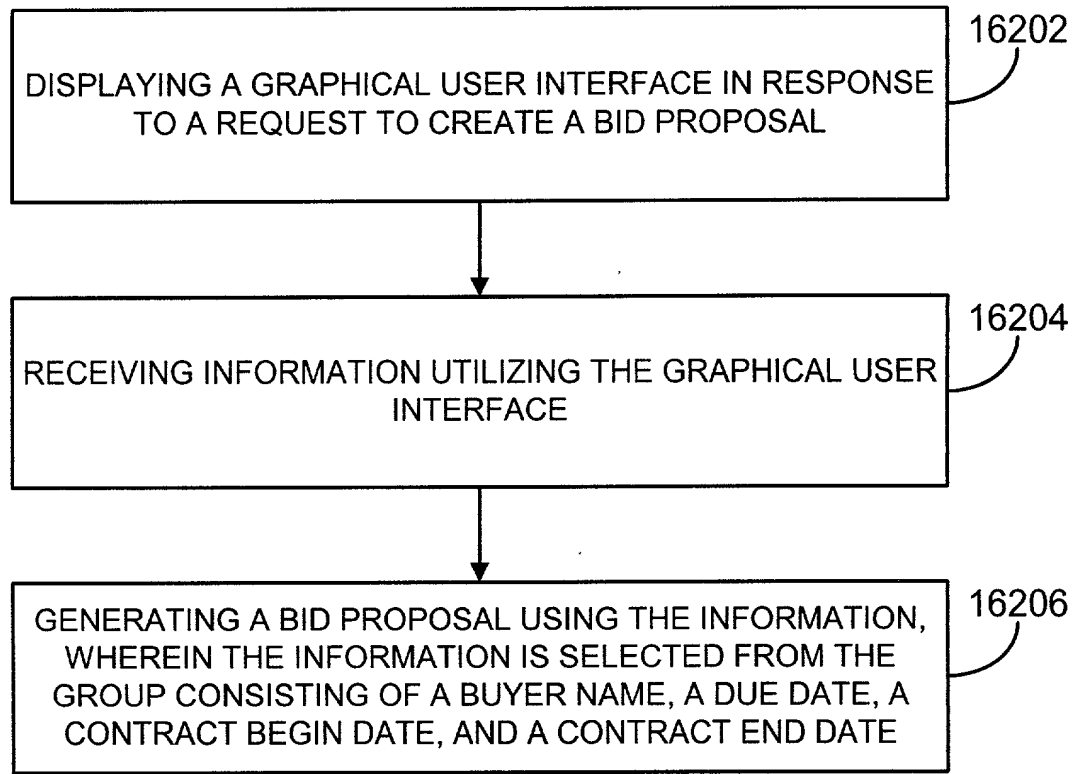 16202
DISPLAYING A GRAPHICAL USER INTERFACE IN RESPONSE
TO A REQUEST TO CREATE A BID PROPOSAL
16204
RECEIVING INFORMATION UTILIZING THE GRAPHICAL USER
INTERFACE
16206
GENERATING A BID PROPOSAL USING THE INFORMATION,
WHEREIN THE INFORMATION IS SELECTED FROM THE
GROUP CONSISTING OF A BUYER NAME, A DUE DATE, A
CONTRACT BEGIN DATE, AND A CONTRACT END DATE